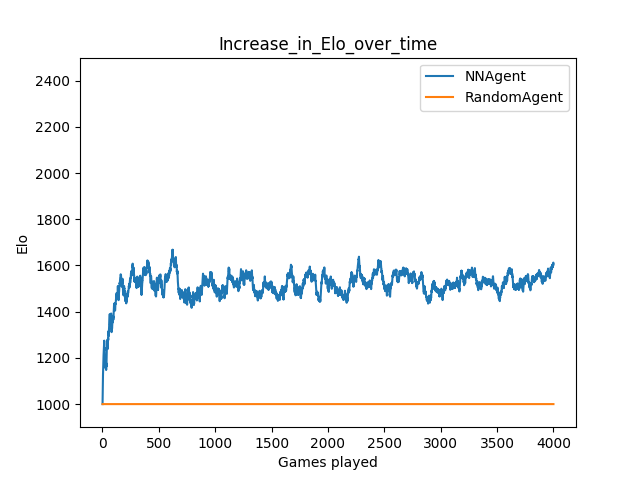 Increase_in_Elo_over_time
NNAgent
RandomAgent
2400
2200
2000
1800
1600
1400
1200
1000
Elo
0 500 1000 1500 2000 2500 3000 3500 4000
Games played